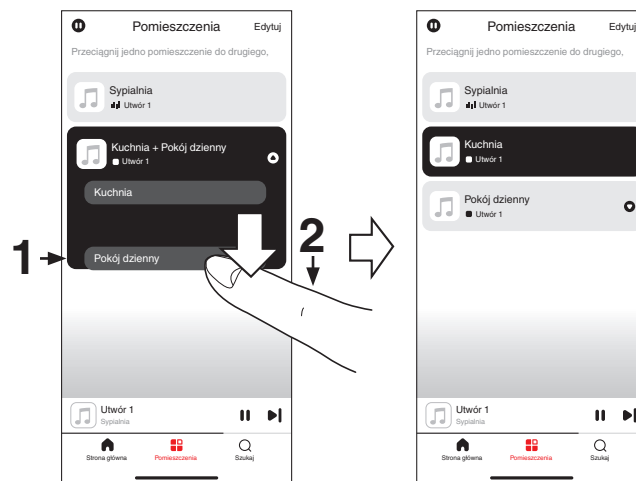 Pomieszczenia
Edytuj
Przeciągnij jedno pomieszczenie do drugiego,
Sypialnia
Utwór 1
Kuchnia + Pokój dzienny
Utwór 1
Kuchnia
Pokój dzienny
1
2
Utwór 1
Sypialnia
Strona główna
Pomieszczenia
Szukaj
Pomieszczenia
Edytuj
Przeciągnij jedno pomieszczenie do drugiego,
Sypialnia
Utwór 1
Kuchnia
Utwór 1
Pokój dzienny
Utwór 1
Utwór 1
Sypialnia
Strona główna
Pomieszczenia
Szukaj